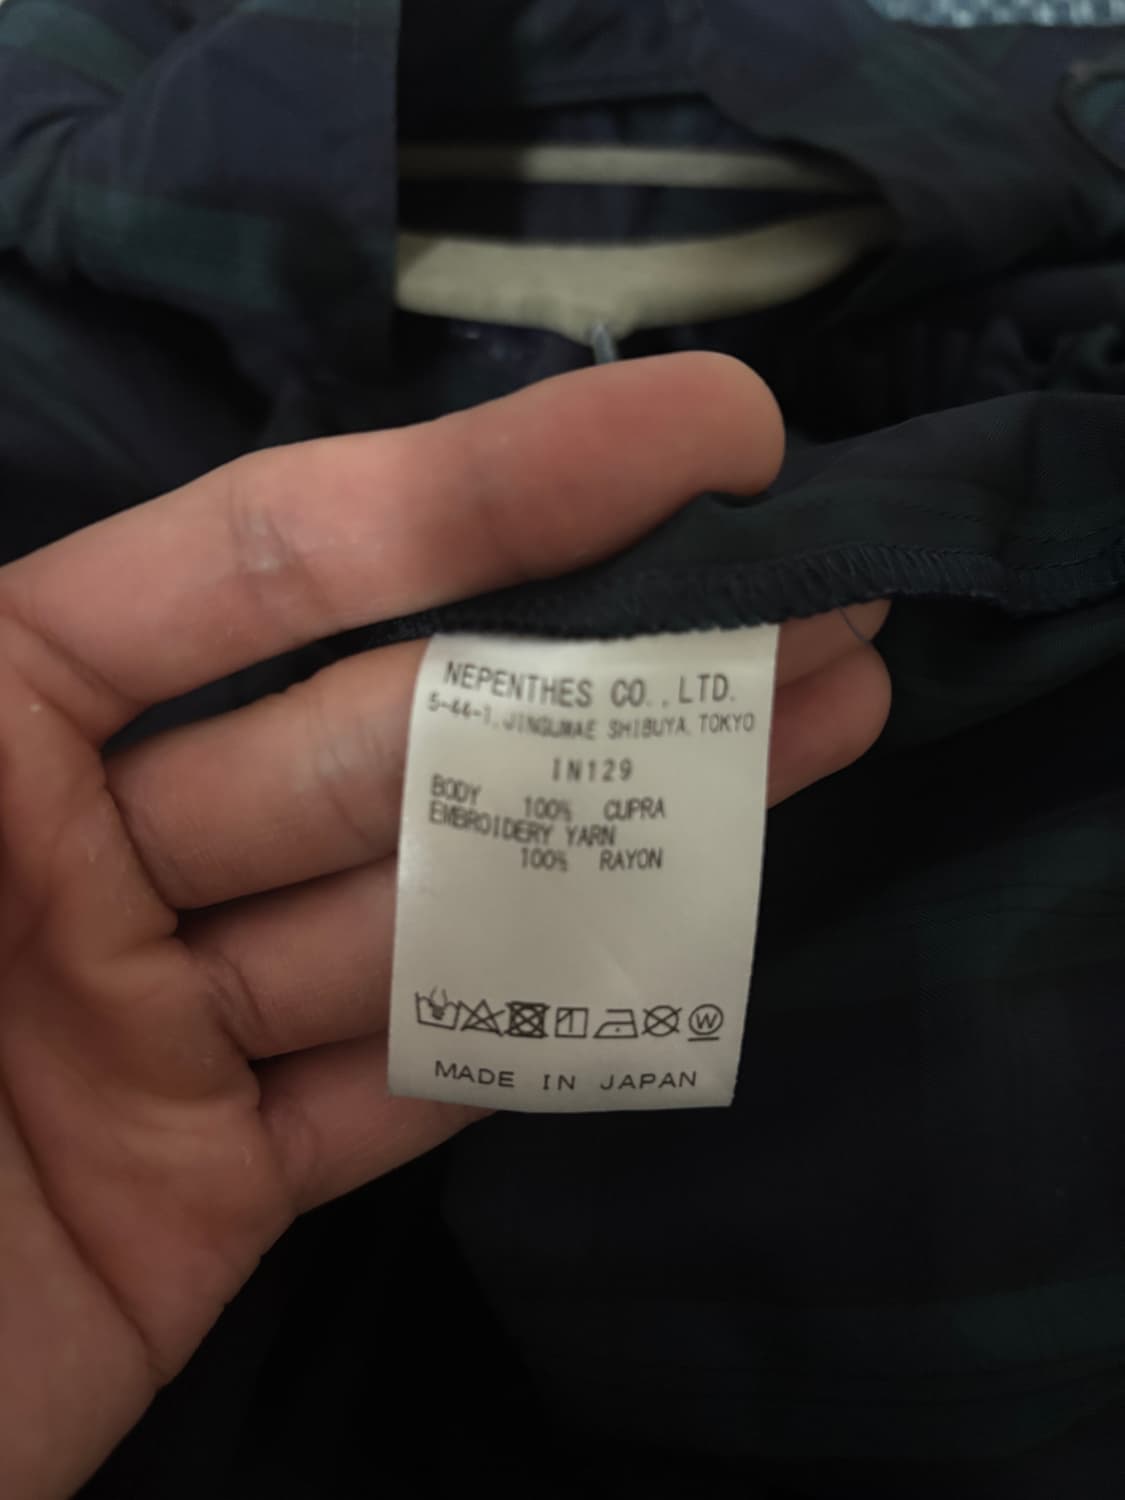 NEPENTHES CO., LTD.
5-44-1, JINGUMAE SHIBUYA, TOKYO
IN129
BODY 100% CUPRA
EMBROIDERY YARN
100% RAYON
W
MADE IN JAPAN